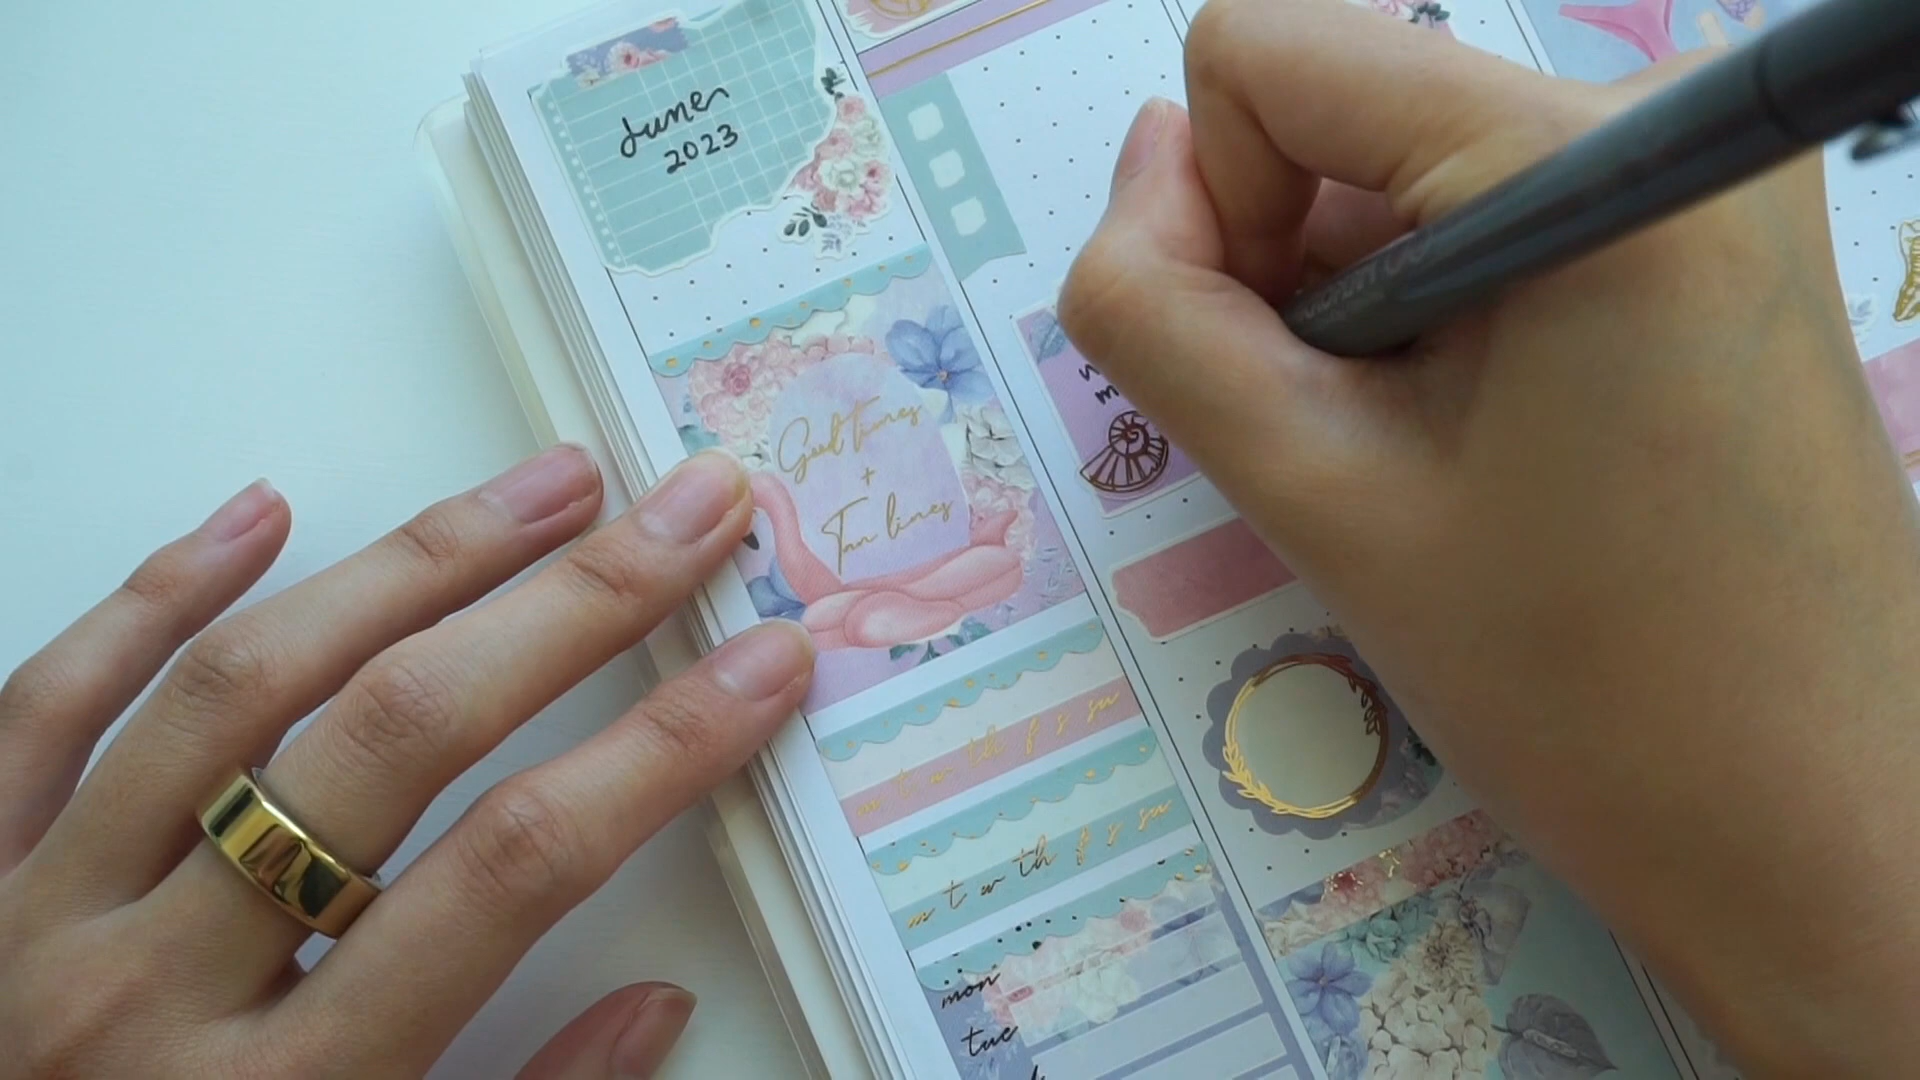 June
2023
Good times
+
Tan lines
m t w th f s su
m t w th f s su
mon
tue